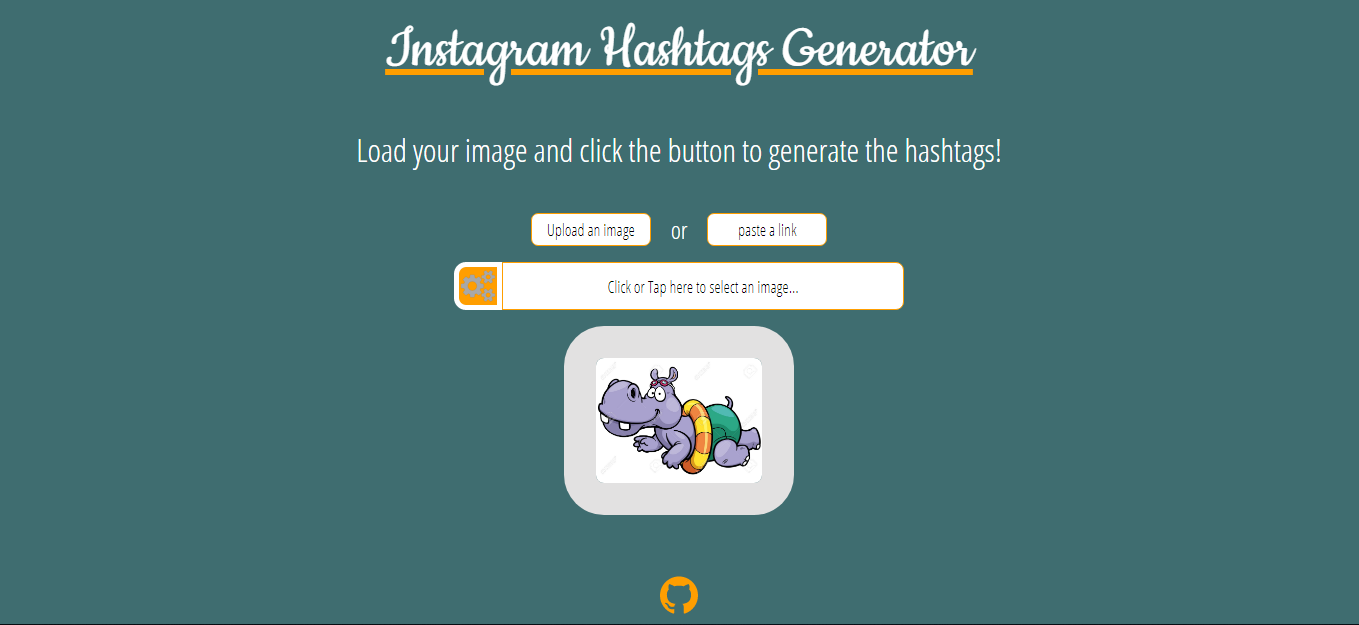 Instagram Hashtags Generator
Load your image and click the button to generate the hashtags!
Upload an image or paste a link
Click or Tap here to select an image...